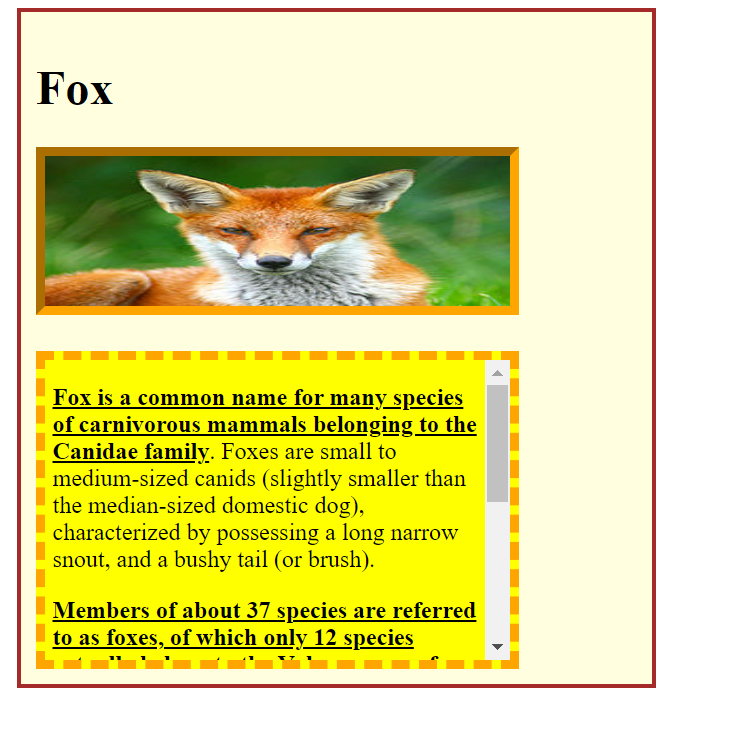 Fox
Fox is a common name for many species
of carnivorous mammals belonging to the
Canidae family. Foxes are small to
medium-sized canids (slightly smaller than
the median-sized domestic dog),
characterized by possessing a long narrow
snout, and a bushy tail (or brush).
Members of about 37 species are referred
to as foxes, of which only 12 species